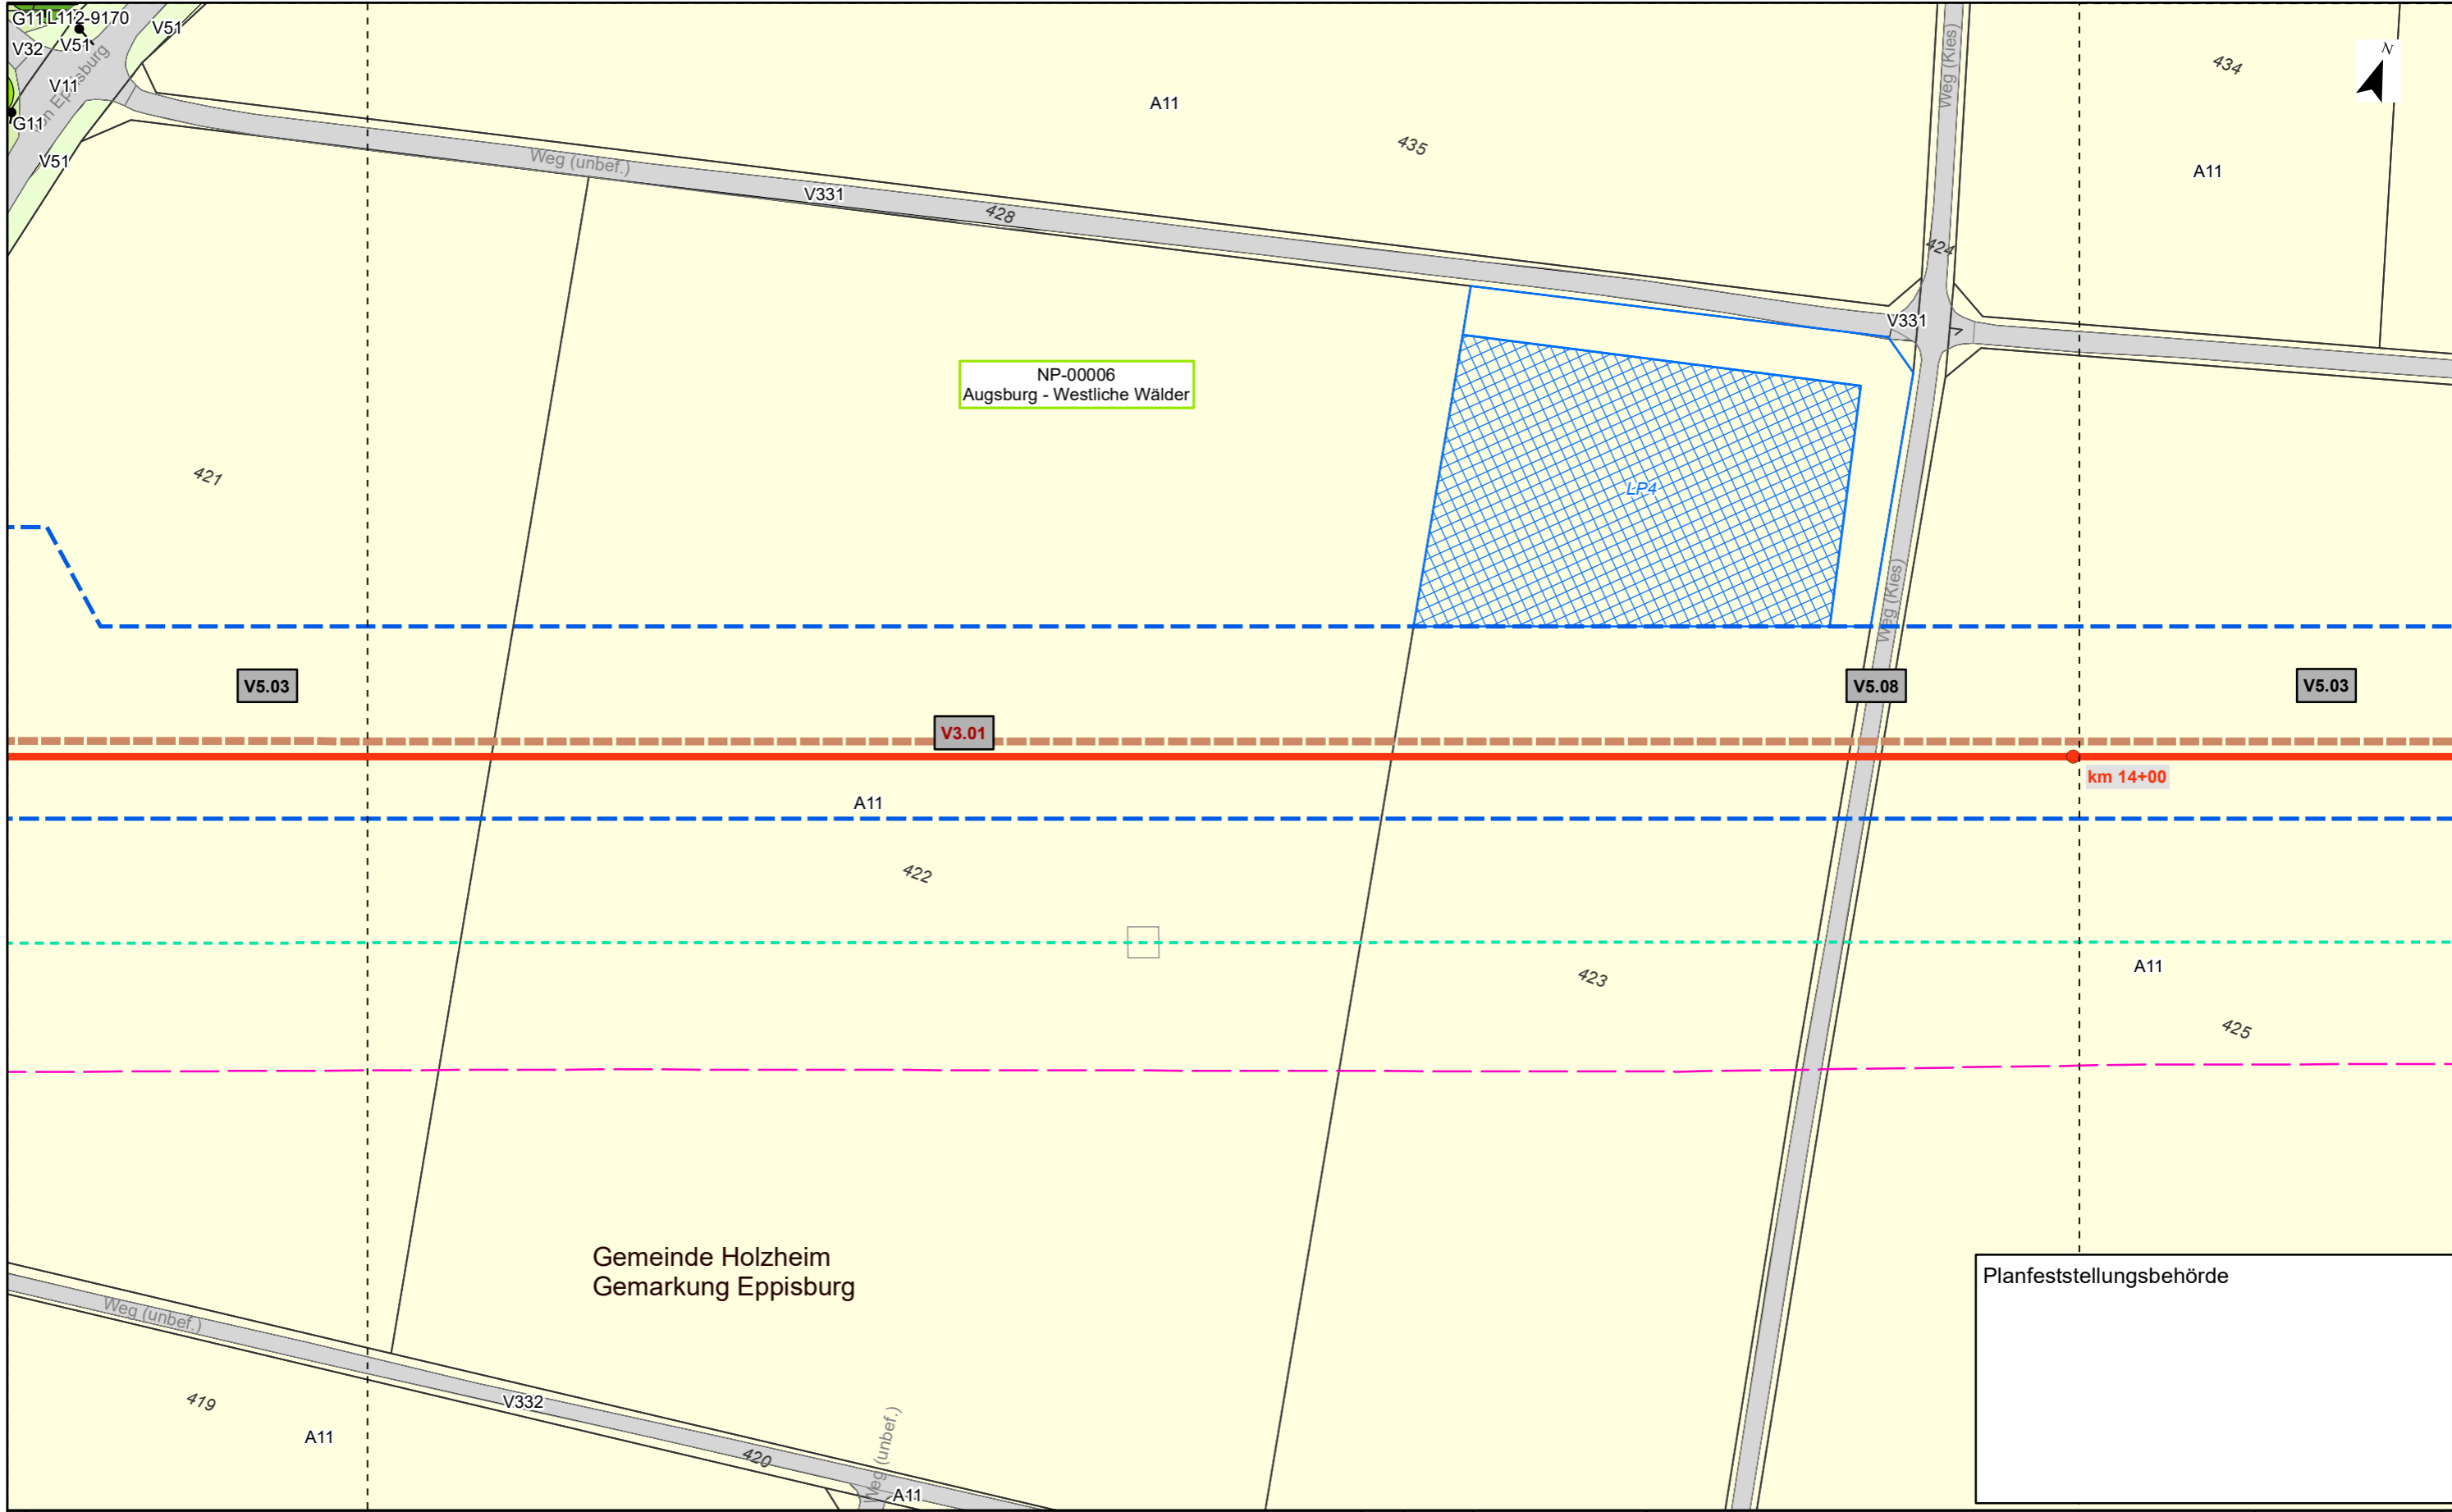 G11
L112-9170
V51
V32
V51
V11
G11
V51
Weg (unbef.)
V331
428
A11
435
Weg (Kies)
434
N
A11
424
V331
7
NP-00006
Augsburg - Westliche Wälder
421
LP4
Weg (Kies)
V5.03
V5.08
V5.03
V3.01
km 14+00
A11
422
423
A11
425
Gemeinde Holzheim
Gemarkung Eppisburg
Planfeststellungsbehörde
Weg (unbef.)
419
V332
A11
420
Weg (unbef.)
A11